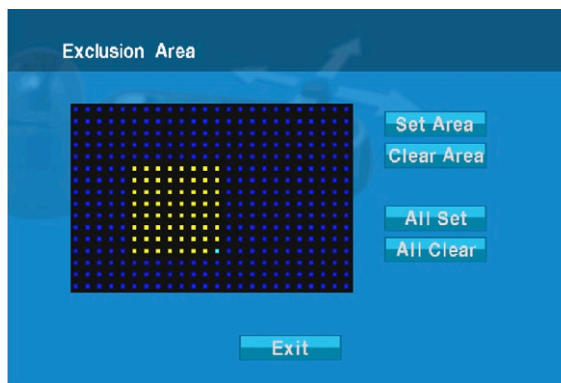 Exclusion Area
Set Area
Clear Area
All Set
All Clear
Exit